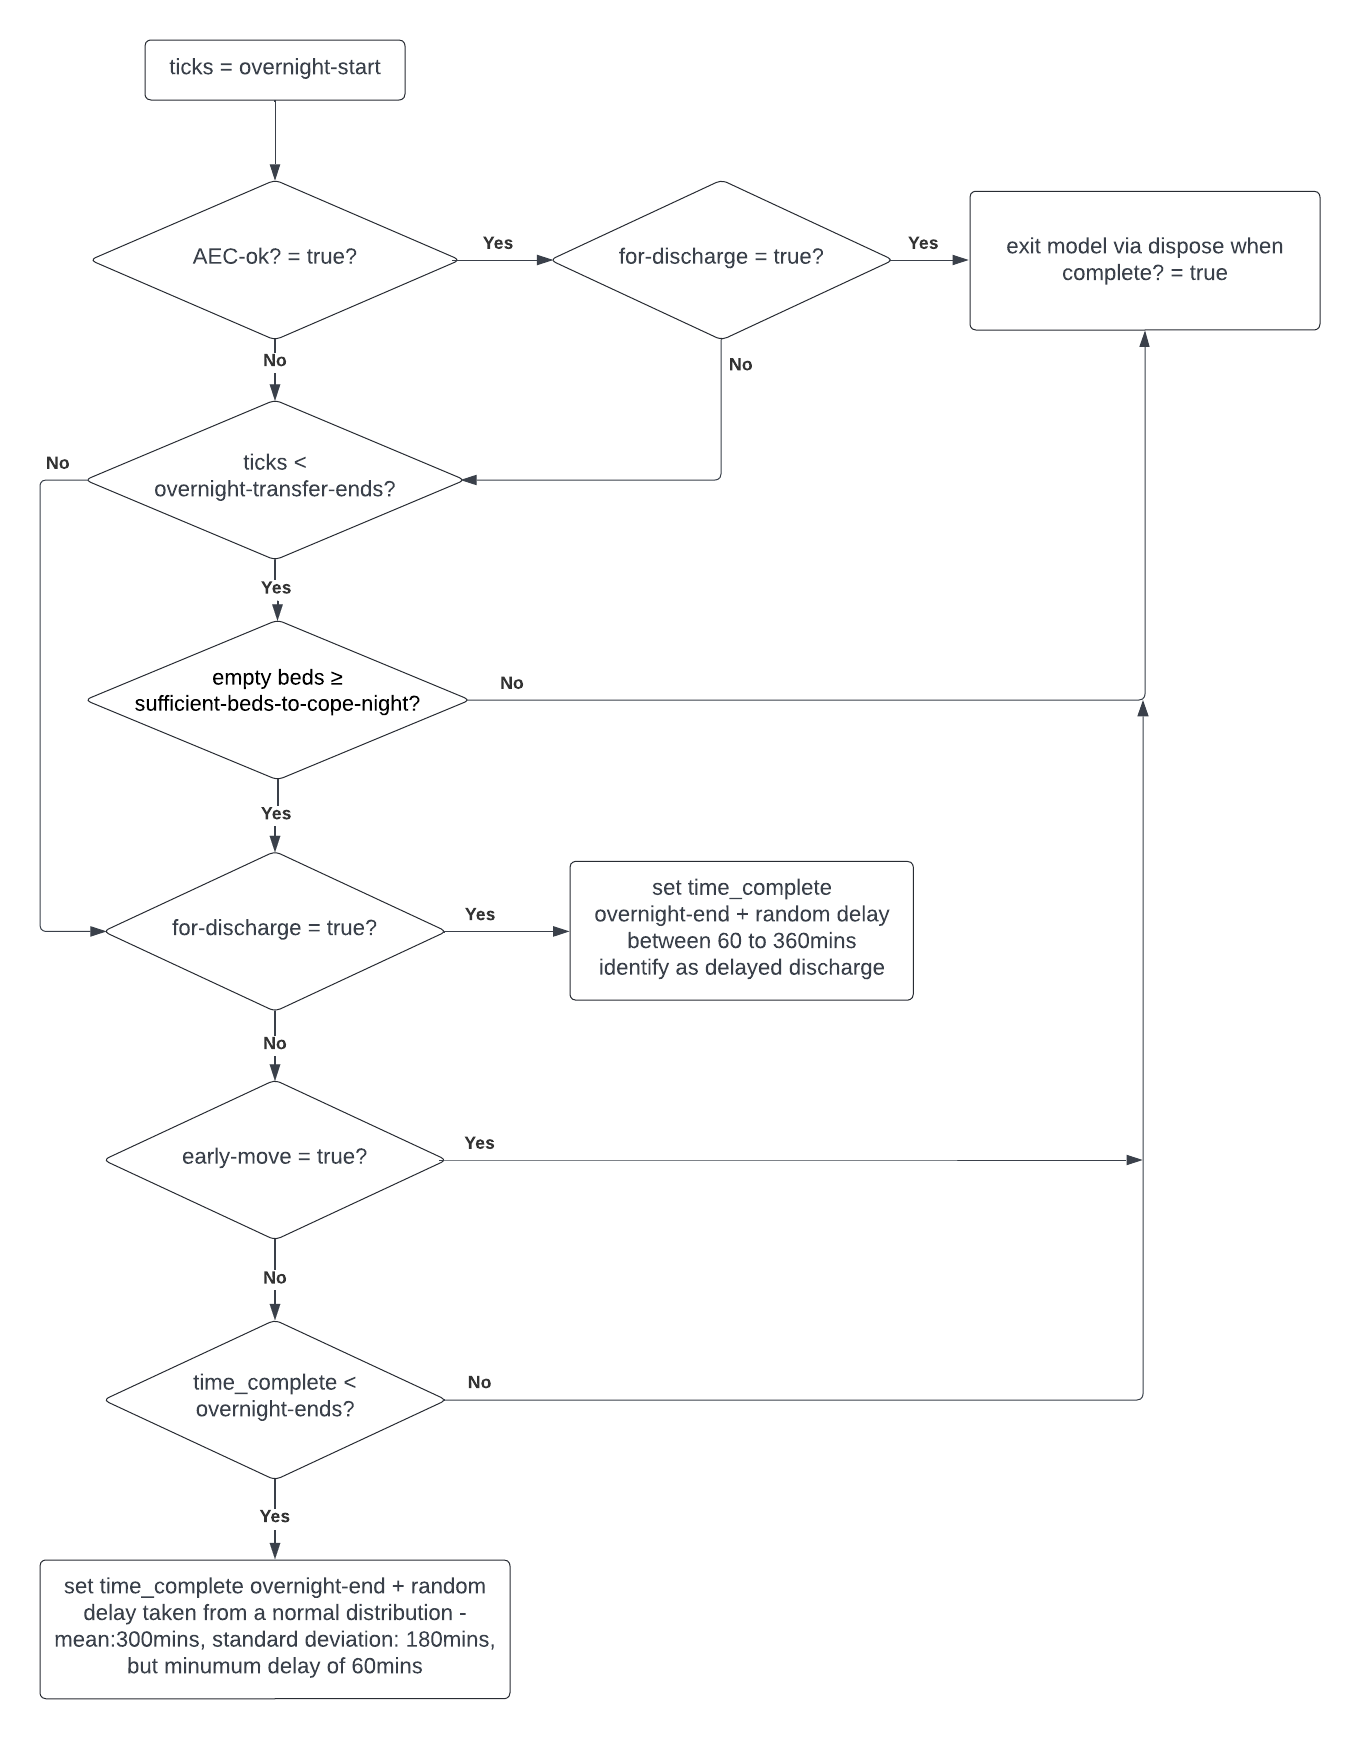 ticks = overnight-start
AEC-ok? = true?
Yes
for-discharge = true?
Yes
exit model via dispose when
complete? = true
No
No
No
ticks <
overnight-transfer-ends?
Yes
empty beds ≥
sufficient-beds-to-cope-night?
No
Yes
for-discharge = true?
Yes
set time_complete
overnight-end + random delay
between 60 to 360mins
identify as delayed discharge
No
early-move = true?
Yes
No
time_complete <
overnight-ends?
No
Yes
set time_complete overnight-end + random
delay taken from a normal distribution -
mean:300mins, standard deviation: 180mins,
but minumum delay of 60mins